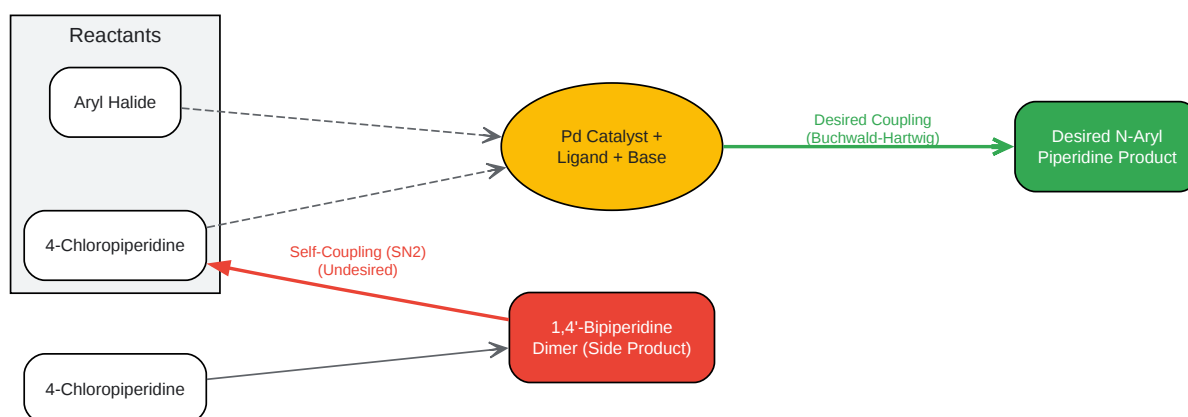 Reactants
Aryl Halide
Pd Catalyst +
Ligand + Base
Desired Coupling
(Buchwald-Hartwig)
Desired N-Aryl
Piperidine Product
4-Chloropiperidine
Self-Coupling (SN2)
(Undesired)
1,4'-Bipiperidine
Dimer (Side Product)
4-Chloropiperidine